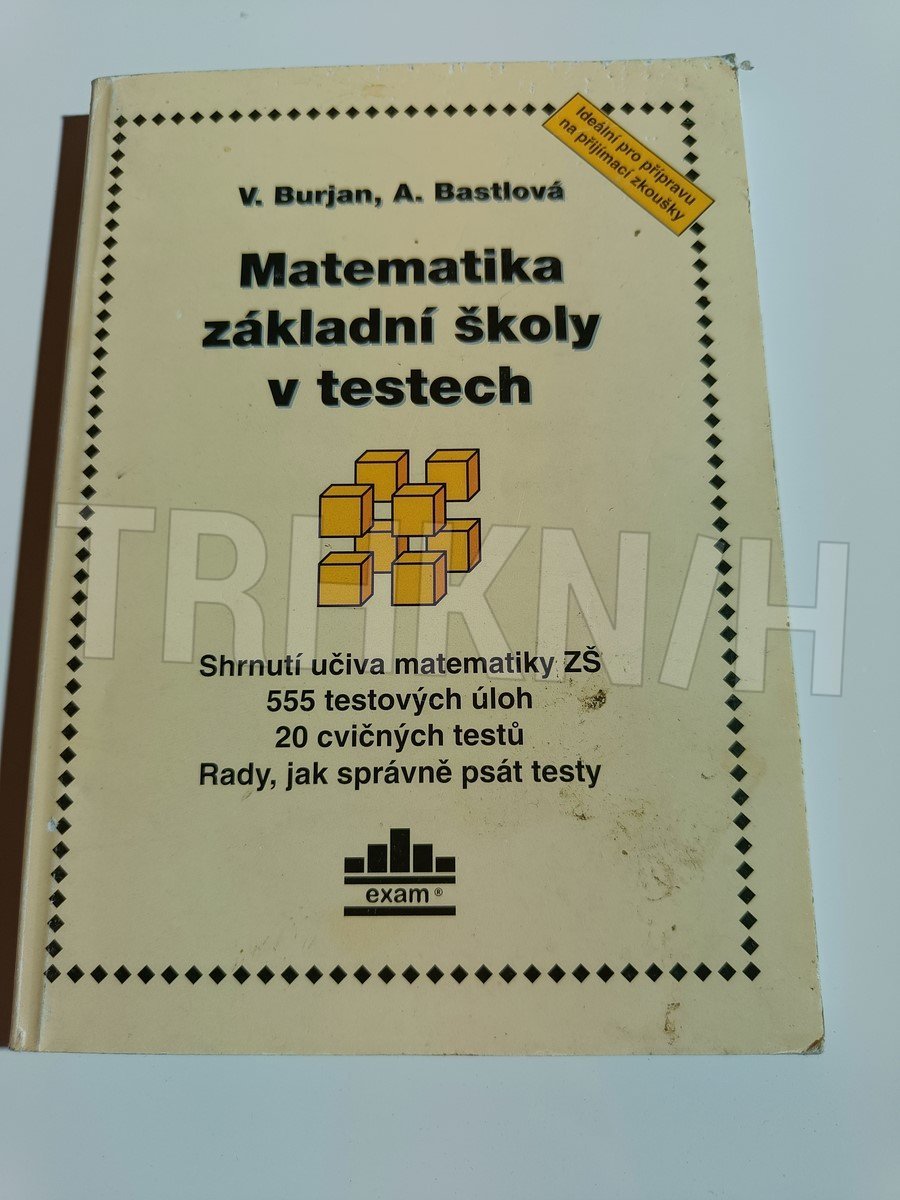 Ideální pro přípravu
na přijímací zkoušky
V. Burjan, A. Bastlová
Matematika
základní školy
v testech
TRHKN/H
Shrnutí učiva matematiky ZŠ
555 testových úloh
20 cvičných testů
Rady, jak správně psát testy
exam®